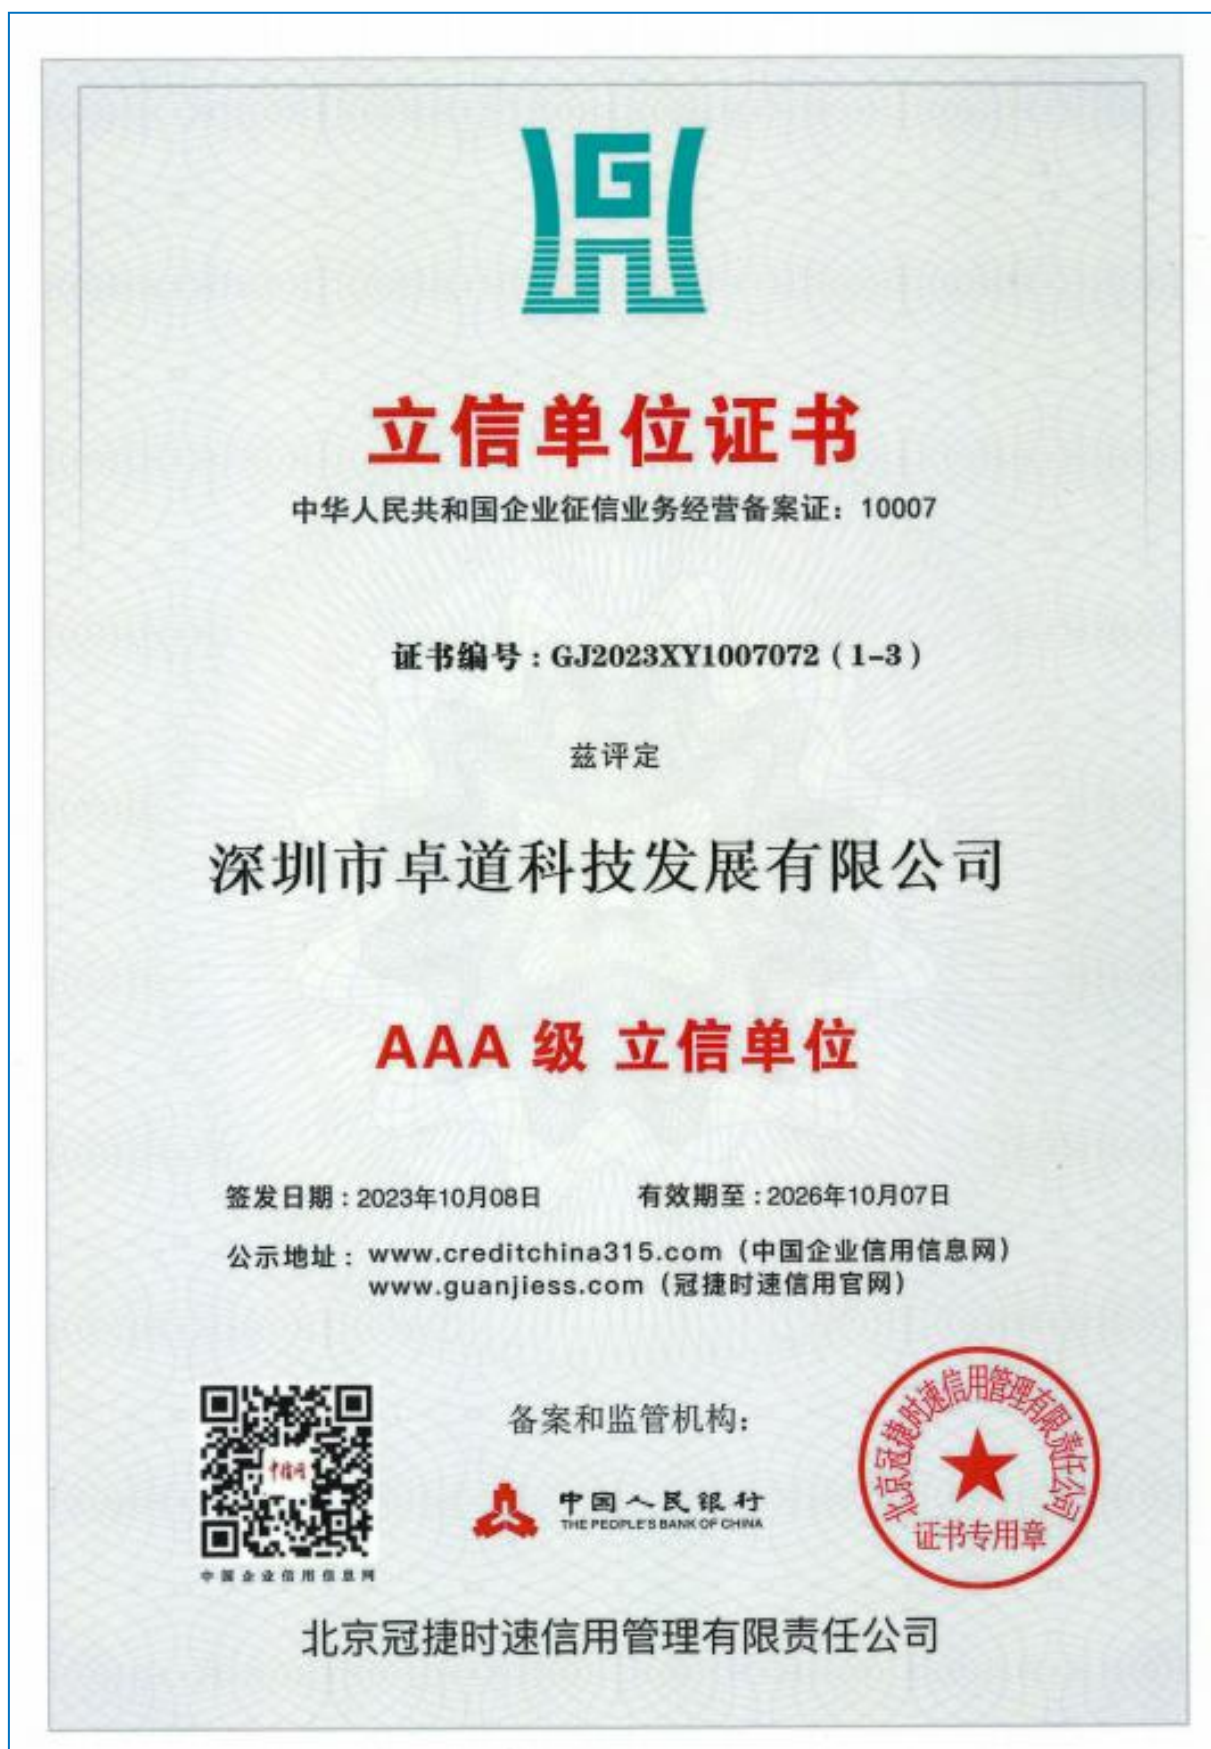 立信单位证书
中华人民共和国企业征信业务经营备案证：10007
证书编号：GJ2023XY1007072（1-3）
兹评定
深圳市卓道科技发展有限公司
AAA 级 立信单位
签发日期：2023年10月08日 有效期至：2026年10月07日
公示地址：www.creditchina315.com（中国企业信用信息网）
www.guanjiess.com（冠捷时速信用官网）
中信网
中国企业信用信息网
备案和监管机构：
中国人民银行
THE PEOPLE'S BANK OF CHINA
北京冠捷时速信用管理有限责任公司
证书专用章
北京冠捷时速信用管理有限责任公司